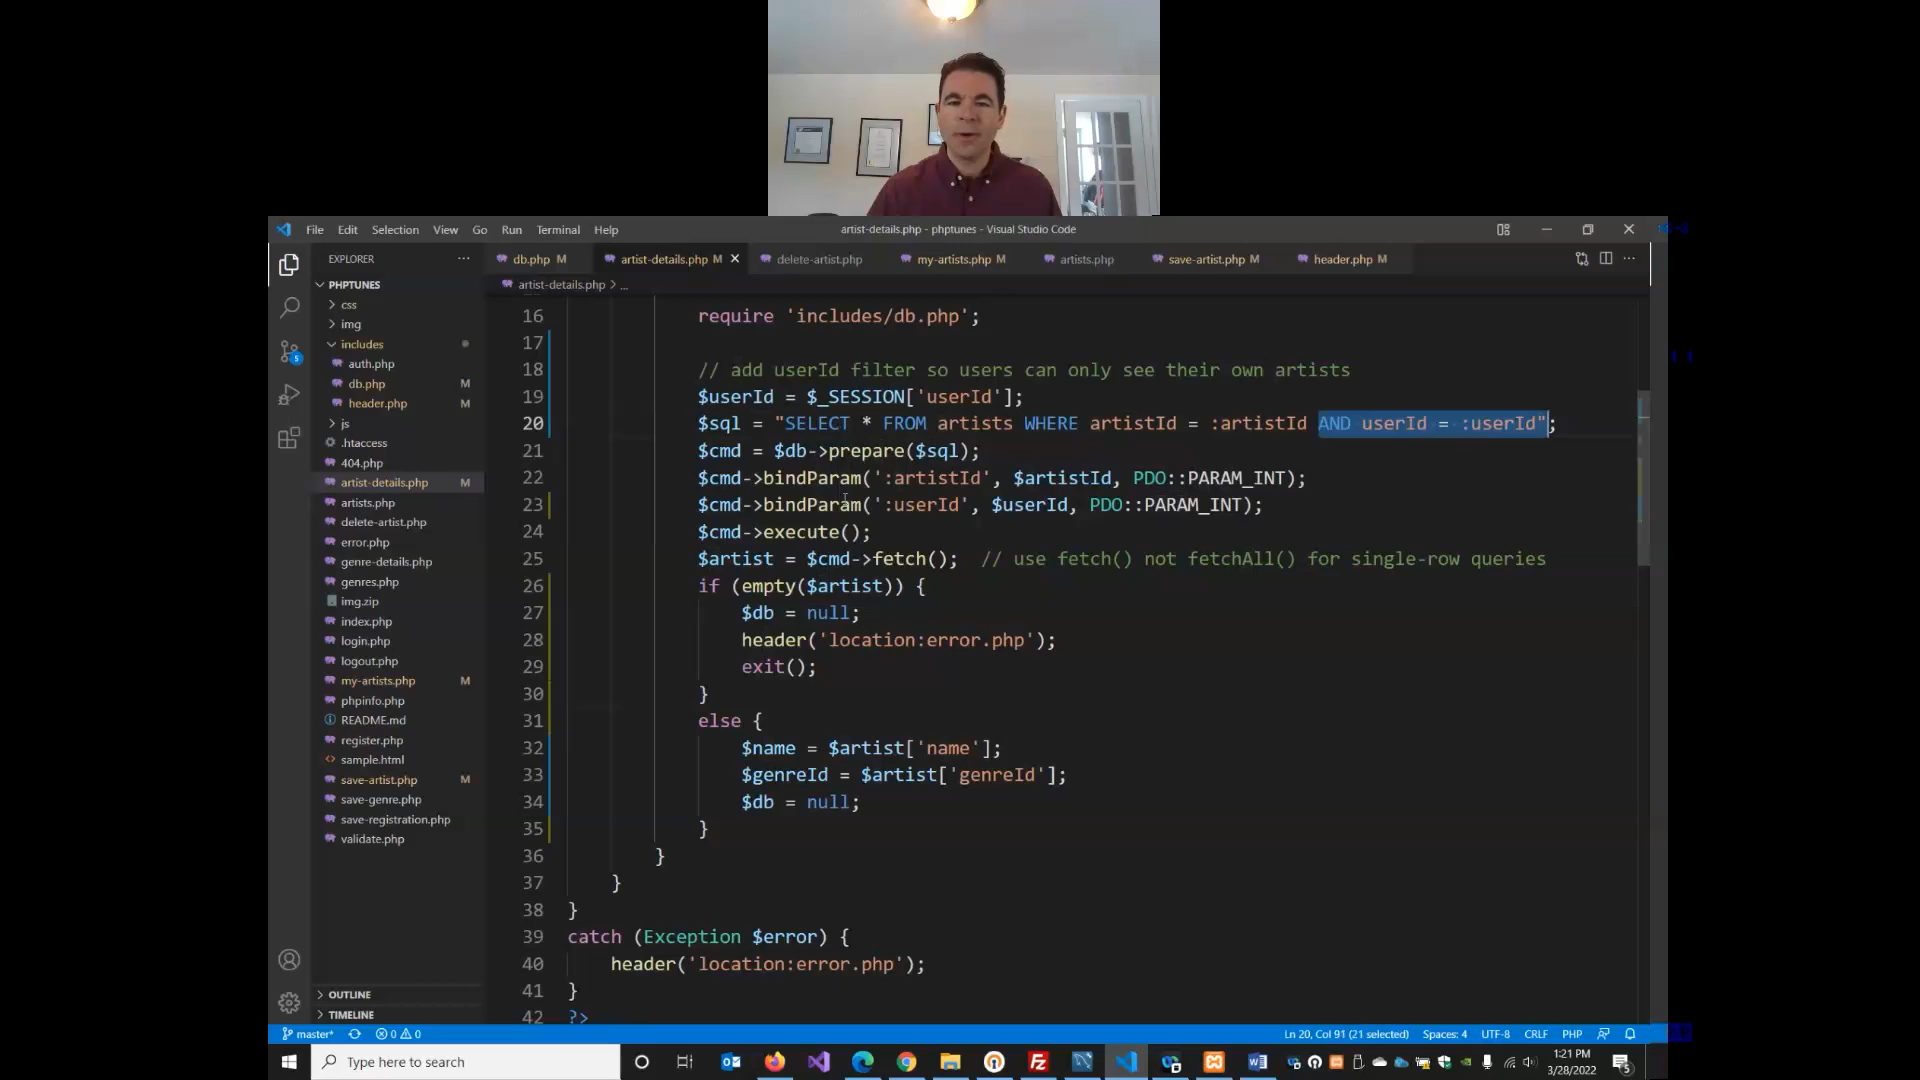 File Edit Selection View Go Run Terminal Help
artist-details.php - phptunes - Visual Studio Code
EXPLORER
db.php M
artist-details.php M
delete-artist.php
my-artists.php M
artists.php
save-artist.php M
header.php M
PHPTUNES
css
img
includes
auth.php
db.php M
header.php M
js
.htaccess
404.php
artist-details.php M
artists.php
delete-artist.php
error.php
genre-details.php
genres.php
img.zip
index.php
login.php
logout.php
my-artists.php M
phpinfo.php
README.md
register.php
sample.html
save-artist.php M
save-genre.php
save-registration.php
validate.php
OUTLINE
TIMELINE
artist-details.php > ...
16 require 'includes/db.php';
17
18 // add userId filter so users can only see their own artists
19 $userId = $_SESSION['userId'];
20 $sql = "SELECT * FROM artists WHERE artistId = :artistId AND userId = :userId";
21 $cmd = $db->prepare($sql);
22 $cmd->bindParam(':artistId', $artistId, PDO::PARAM_INT);
23 $cmd->bindParam(':userId', $userId, PDO::PARAM_INT);
24 $cmd->execute();
25 $artist = $cmd->fetch();  // use fetch() not fetchAll() for single-row queries
26 if (empty($artist)) {
27 $db = null;
28 header('location:error.php');
29 exit();
30 }
31 else {
32 $name = $artist['name'];
33 $genreId = $artist['genreId'];
34 $db = null;
35 }
36 }
37 }
38 }
39 catch (Exception $error) {
40 header('location:error.php');
41 }
42 ?>
5
master* 0 0
Ln 20, Col 91 (21 selected) Spaces: 4 UTF-8 CRLF PHP
Type here to search
1:21 PM
3/28/2022
5